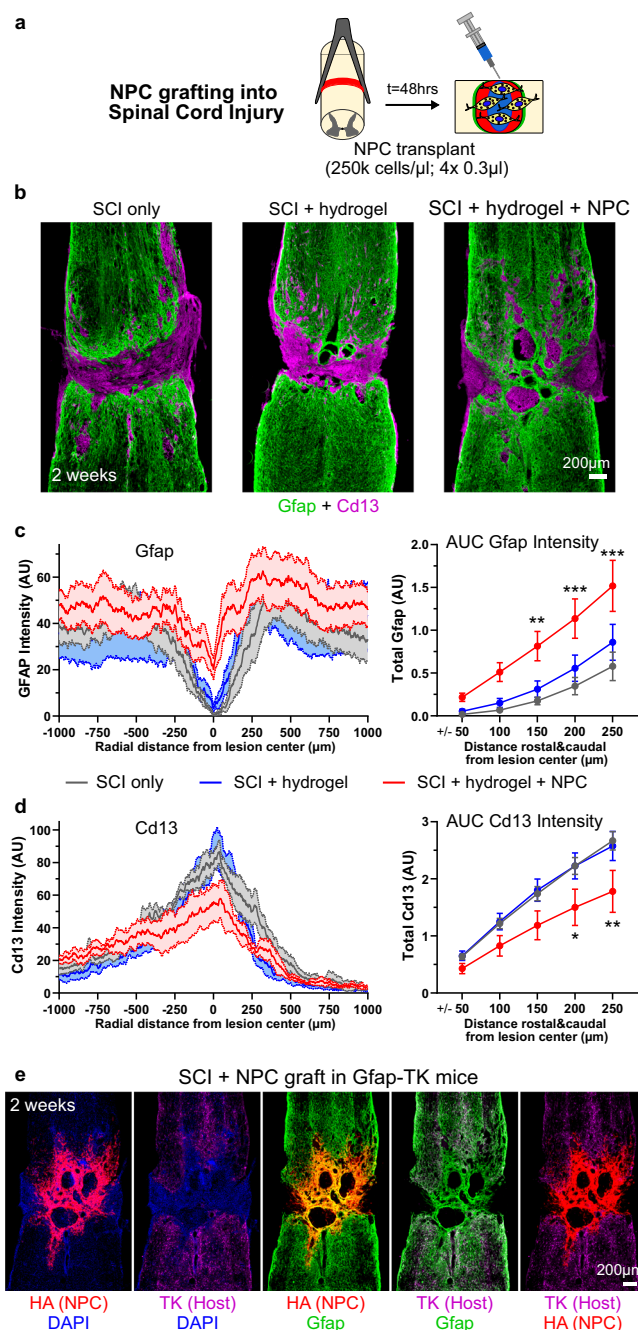 a
NPC grafting into
Spinal Cord Injury
t=48hrs
NPC transplant
(250k cells/µl; 4x 0.3µl)
b
SCI only
SCI + hydrogel
SCI + hydrogel + NPC
2 weeks
200µm
Gfap + Cd13
c
Gfap
GFAP Intensity (AU)
60
40
20
0
-1000 -750 -500 -250 0 250 500 750 1000
Radial distance from lesion center (µm)
AUC Gfap Intensity
Total Gfap (AU)
2.0
1.5
1.0
0.5
0.0
** *** ***
+/- 50 100 150 200 250
Distance rostal&caudal
from lesion center (µm)
SCI only
SCI + hydrogel
SCI + hydrogel + NPC
d
Cd13
Cd13 Intensity (AU)
100
80
60
40
20
0
-1000 -750 -500 -250 0 250 500 750 1000
Radial distance from lesion center (µm)
AUC Cd13 Intensity
Total Cd13 (AU)
3
2
1
0
* **
+/- 50 100 150 200 250
Distance rostal&caudal
from lesion center (µm)
e
SCI + NPC graft in Gfap-TK mice
2 weeks
200µm
HA (NPC)
DAPI
TK (Host)
DAPI
HA (NPC)
Gfap
TK (Host)
Gfap
TK (Host)
HA (NPC)